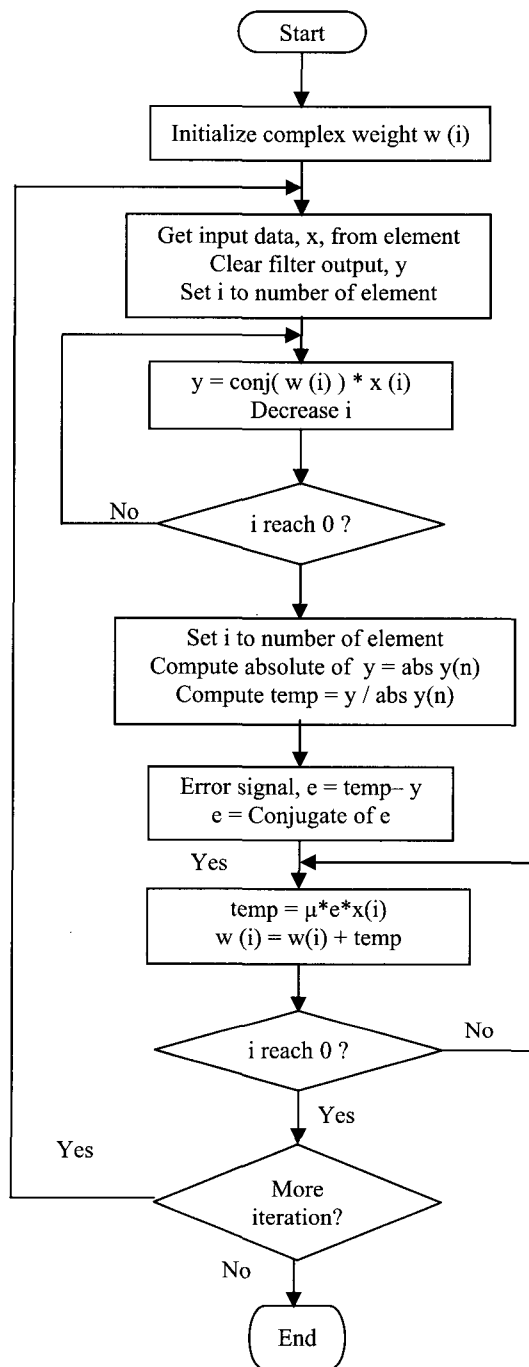 Start
Initialize complex weight w (i)
Get input data, x, from element
Clear filter output, y
Set i to number of element
y = conj( w (i) ) * x (i)
Decrease i
No
i reach 0 ?
Set i to number of element
Compute absolute of y = abs y(n)
Compute temp = y / abs y(n)
Error signal, e = temp– y
e = Conjugate of e
Yes
temp = μ*e*x(i)
w (i) = w(i) + temp
i reach 0 ?
No
Yes
Yes
More
iteration?
No
End